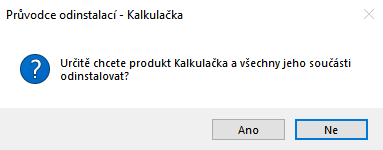 Průvodce odinstalací - Kalkulačka
Určitě chcete produkt Kalkulačka a všechny jeho součásti
odinstalovat?
Ano
Ne